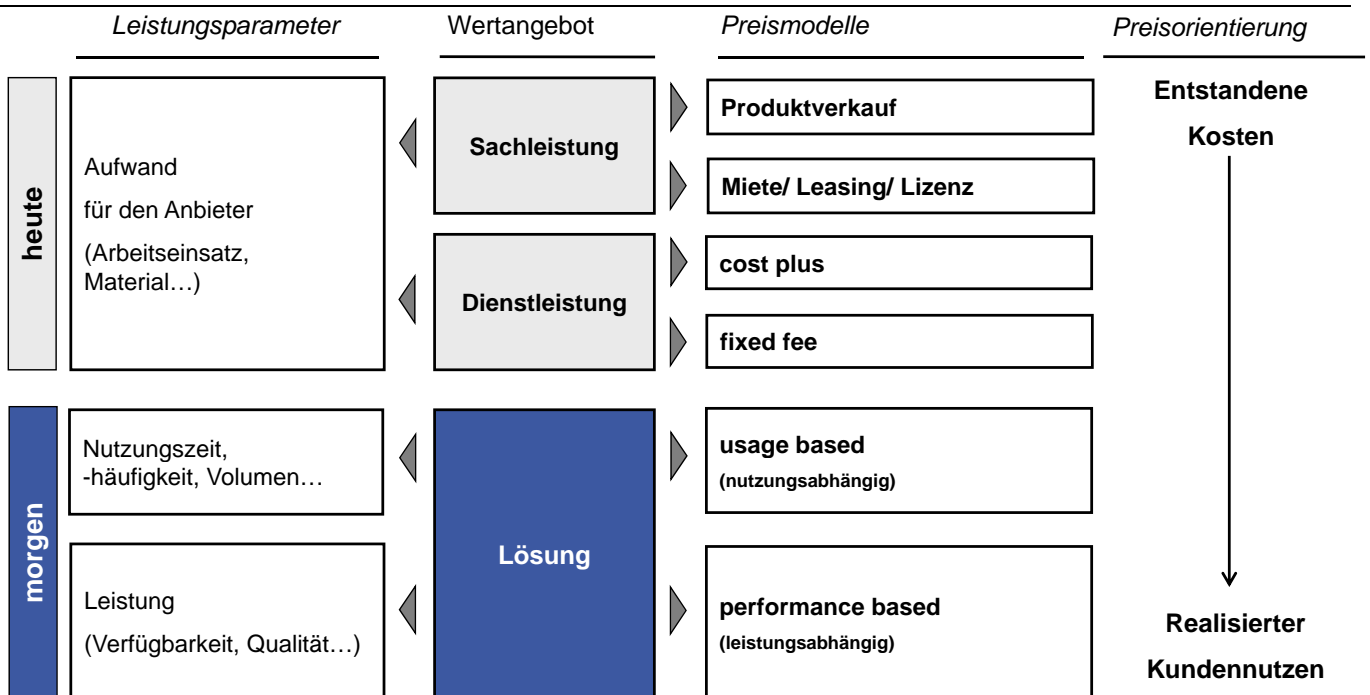 Leistungsparameter
Wertangebot
Preismodelle
Preisorientierung
heute
Aufwand
für den Anbieter
(Arbeitseinsatz,
Material…)
Sachleistung
Produktverkauf
Miete/ Leasing/ Lizenz
Dienstleistung
cost plus
fixed fee
Entstandene
Kosten
morgen
Nutzungszeit,
-häufigkeit, Volumen…
Leistung
(Verfügbarkeit, Qualität…)
Lösung
usage based
(nutzungsabhängig)
performance based
(leistungsabhängig)
Realisierter
Kundennutzen